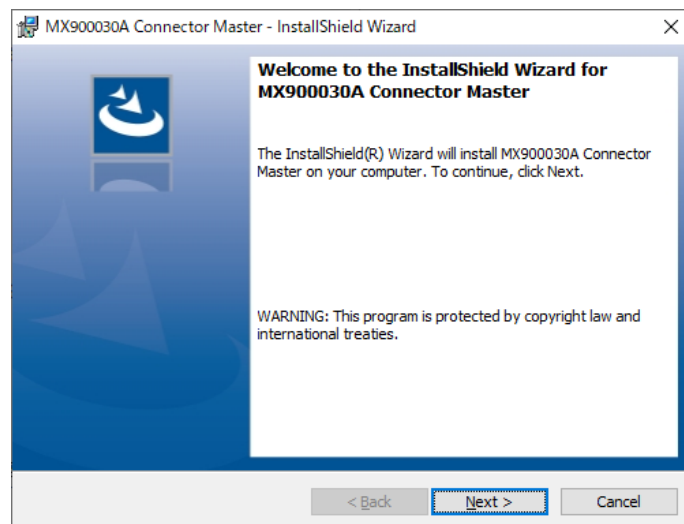 MX900030A Connector Master - InstallShield Wizard
Welcome to the InstallShield Wizard for
MX900030A Connector Master
The InstallShield(R) Wizard will install MX900030A Connector
Master on your computer. To continue, click Next.
WARNING: This program is protected by copyright law and
international treaties.
< Back
Next >
Cancel